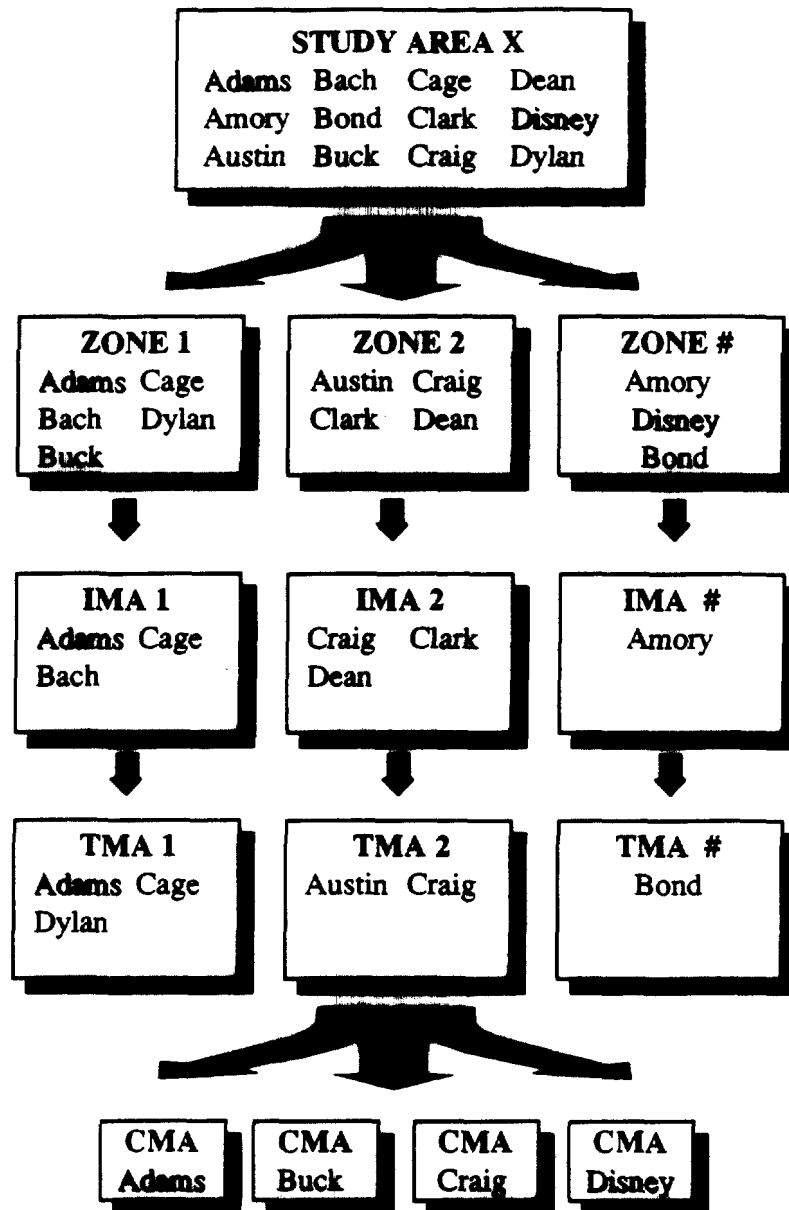 STUDY AREA X
Adams Bach Cage Dean
Amory Bond Clark Disney
Austin Buck Craig Dylan
ZONE 1
Adams Cage
Bach Dylan
Buck
ZONE 2
Austin Craig
Clark Dean
ZONE #
Amory
Disney
Bond
IMA 1
Adams Cage
Bach
IMA 2
Craig Clark
Dean
IMA #
Amory
TMA 1
Adams Cage
Dylan
TMA 2
Austin Craig
TMA #
Bond
CMA
Adams
CMA
Buck
CMA
Craig
CMA
Disney